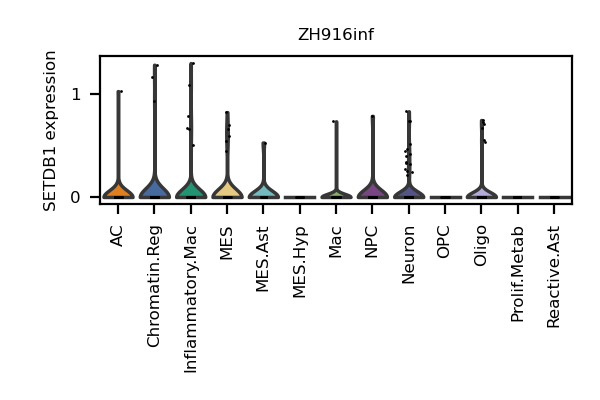 ZH916inf
SETDB1 expression
1
0
AC
Chromatin.Reg
Inflammatory.Mac
MES
MES.Ast
MES.Hyp
Mac
NPC
Neuron
OPC
Oligo
Prolif.Metab
Reactive.Ast